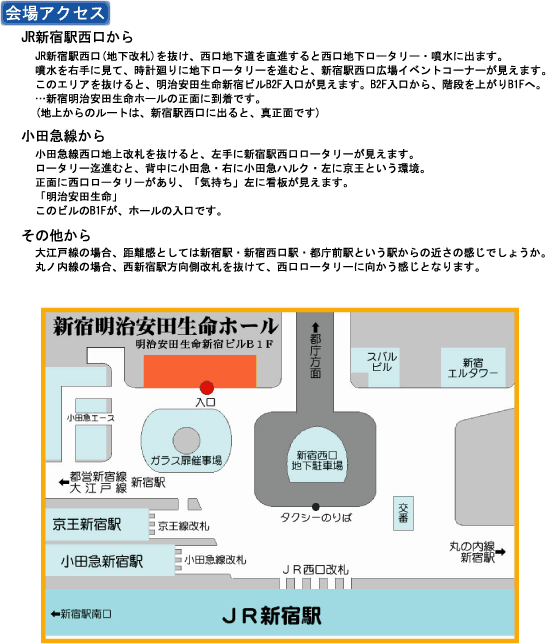 会場アクセス
JR新宿駅西口から
JR新宿駅西口(地下改札)を抜け、西口地下道を直進すると西口地下ロータリー・噴水に出ます。
噴水を右手に見て、時計廻りに地下ロータリーを進むと、新宿駅西口広場イベントコーナーが見えます。
このエリアを抜けると、明治安田生命新宿ビルB2F入口が見えます。B2F入口から、階段を上がりB1Fへ。
…新宿明治安田生命ホールの正面に到着です。
(地上からのルートは、新宿駅西口に出ると、真正面です)
小田急線から
小田急線西口地上改札を抜けると、左手に新宿駅西口ロータリーが見えます。
ロータリー迄進むと、背中に小田急・右に小田急ハルク・左に京王という環境。
正面に西口ロータリーがあり、「気持ち」左に看板が見えます。
「明治安田生命」
このビルのB1Fが、ホールの入口です。
その他から
大江戸線の場合、距離感としては新宿駅・新宿西口駅・都庁前駅という駅からの近さの感じでしょうか。
丸ノ内線の場合、西新宿駅方向側改札を抜けて、西口ロータリーに向かう感じとなります。
新宿明治安田生命ホール
明治安田生命新宿ビルB1F
都庁方面
スバル
ビル
新宿
エルタワー
入口
小田急エース
ガラス扉催事場
新宿西口
地下駐車場
都営新宿線
大江戸線
新宿駅
タクシーのりば
交番
京王新宿駅
京王線改札
丸の内線
新宿駅
小田急新宿駅
小田急線改札
JR西口改札
新宿駅南口
JR新宿駅